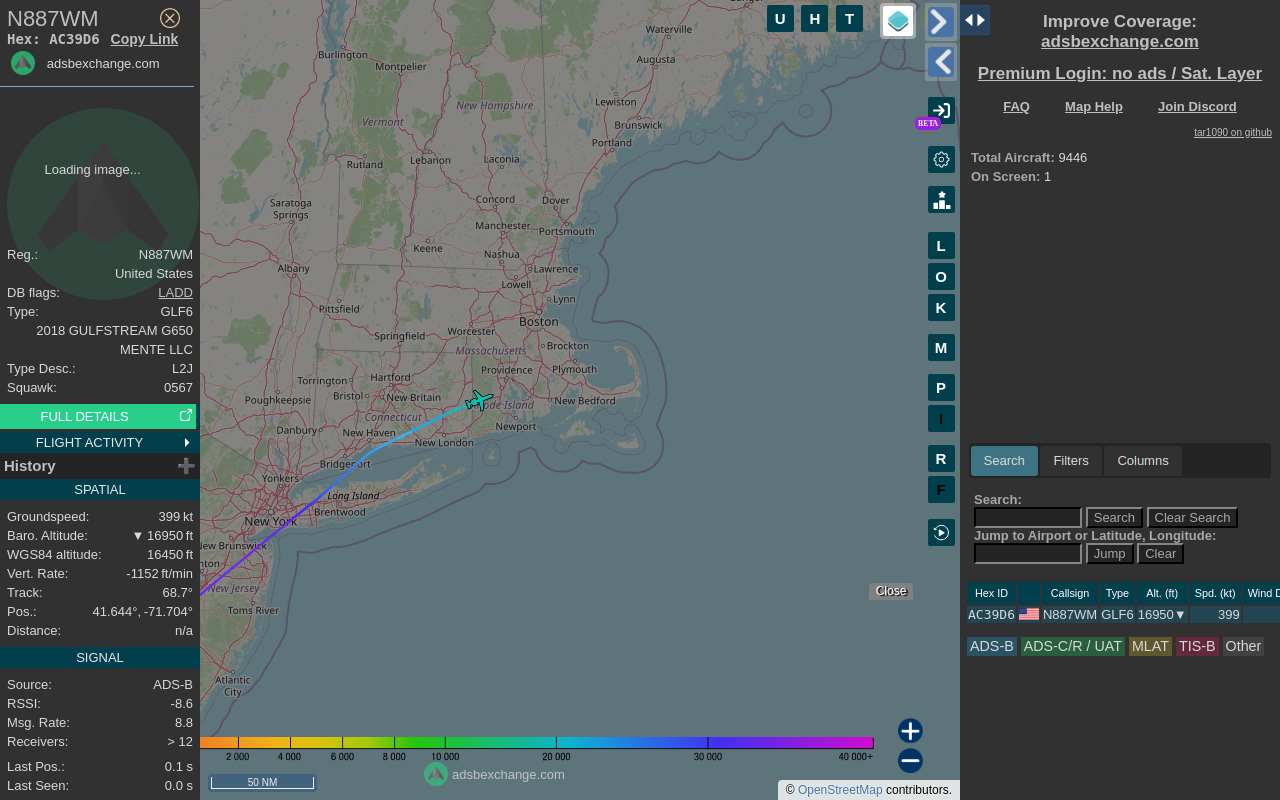 N887WM
Hex: AC39D6 Copy Link
adsbexchange.com
Loading image...
Reg.: N887WM
United States
DB flags: LADD
Type: GLF6
2018 GULFSTREAM G650
MENTE LLC
Type Desc.: L2J
Squawk: 0567
FULL DETAILS
FLIGHT ACTIVITY
History
SPATIAL
Groundspeed: 399 kt
Baro. Altitude: ▼ 16950 ft
WGS84 altitude: 16450 ft
Vert. Rate: -1152 ft/min
Track: 68.7°
Pos.: 41.644°, -71.704°
Distance: n/a
SIGNAL
Source: ADS-B
RSSI: -8.6
Msg. Rate: 8.8
Receivers: > 12
Last Pos.: 0.1 s
Last Seen: 0.0 s
U H T
Waterville
Burlington
Montpelier
Augusta
New Hampshire
Lewiston
Vermont
Brunswick
Portland
Rutland
Lebanon
Laconia
Saratoga
Springs
Concord
Dover
Manchester
Portsmouth
Keene
Nashua
Albany
Lawrence
Lowell
Lynn
Pittsfield
Boston
Springfield
Worcester
Massachusetts
Brockton
Providence
Plymouth
Torrington
Hartford
Poughkeepsie
Bristol
New Britain
New Bedford
Connecticut
Newport
Danbury
New Haven
New London
Bridgeport
Yonkers
Long Island
Brentwood
New York
New Brunswick
New Jersey
Toms River
Atlantic
City
BETA
L
O
K
M
P
I
R
F
Close
2 000 4 000 6 000 8 000 10 000 20 000 30 000 40 000+
adsbexchange.com
50 NM
© OpenStreetMap contributors.
Improve Coverage:
adsbexchange.com
Premium Login: no ads / Sat. Layer
FAQ Map Help Join Discord
tar1090 on github
Total Aircraft: 9446
On Screen: 1
Search Filters Columns
Search:
Search Clear Search
Jump to Airport or Latitude, Longitude:
Jump Clear
Hex ID Callsign Type Alt. (ft) Spd. (kt) Wind D
AC39D6 N887WM GLF6 16950▼ 399
ADS-B ADS-C/R / UAT MLAT TIS-B Other